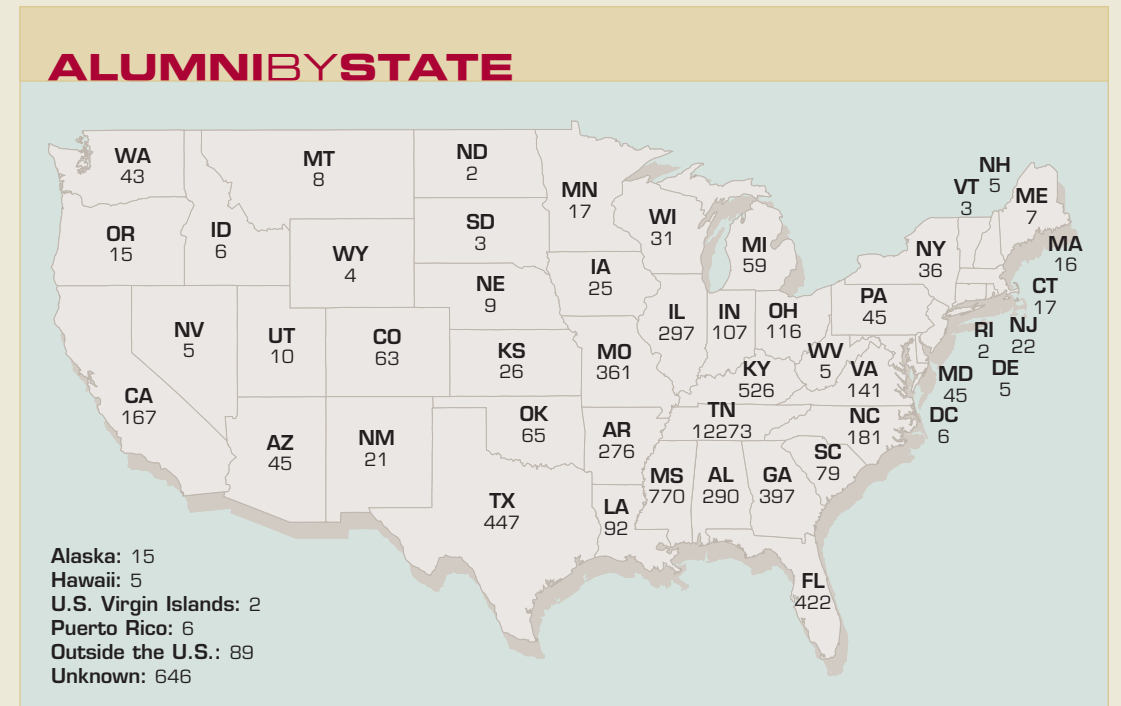 ALUMNIBYSTATE
WA
43
MT
8
ND
2
MN
17
NH
5
VT
3
ME
7
OR
15
ID
6
WY
4
SD
3
WI
31
MI
59
NY
36
MA
16
IA
25
NE
9
PA
45
CT
17
NV
5
UT
10
CO
63
KS
26
MO
361
IL
297
IN
107
OH
116
RI
2
NJ
22
WV
5
VA
141
KY
526
MD
45
DE
5
CA
167
AZ
45
NM
21
OK
65
AR
276
TN
12273
NC
181
DC
6
SC
79
TX
447
LA
92
MS
770
AL
290
GA
397
FL
422
Alaska: 15
Hawaii: 5
U.S. Virgin Islands: 2
Puerto Rico: 6
Outside the U.S.: 89
Unknown: 646